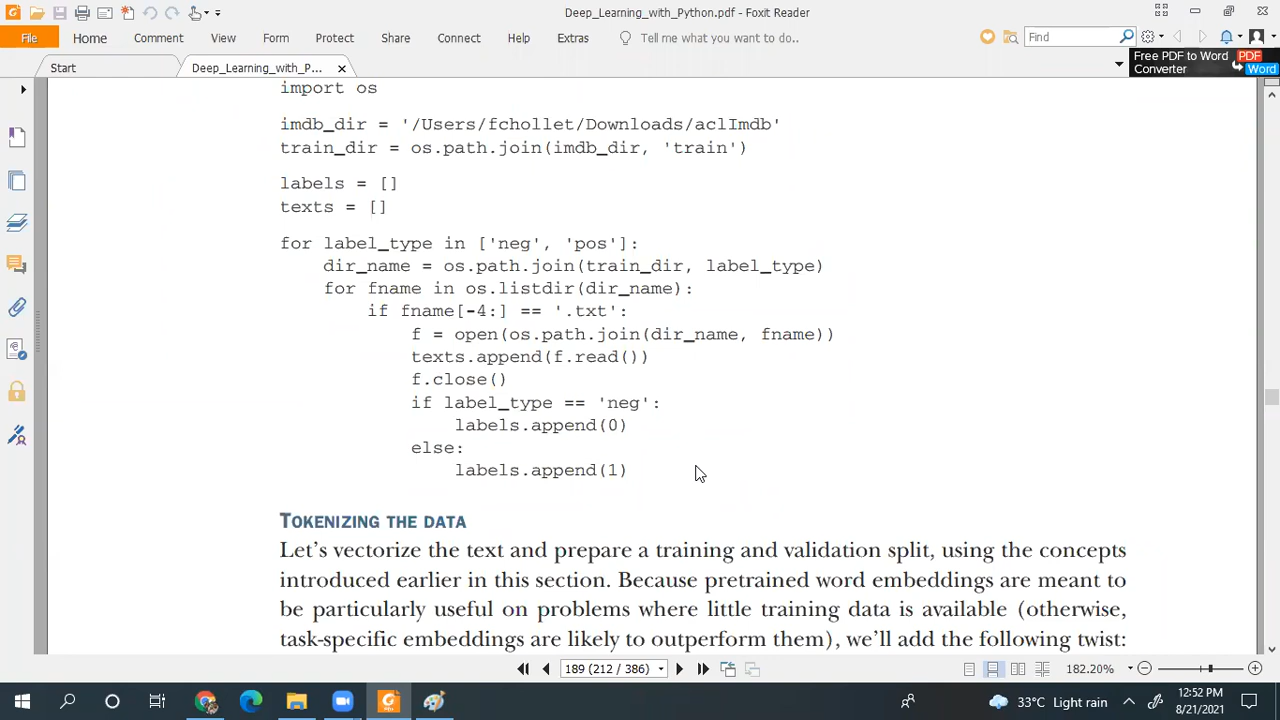 Deep_Learning_with_Python.pdf - Foxit Reader
File Home Comment View Form Protect Share Connect Help Extras Tell me what you want to do.. Find
Start Deep_Learning_with_P... Free PDF to Word Converter PDF Word
import os
imdb_dir = '/Users/fchollet/Downloads/aclImdb'
train_dir = os.path.join(imdb_dir, 'train')
labels = []
texts = []
for label_type in ['neg', 'pos']:
    dir_name = os.path.join(train_dir, label_type)
    for fname in os.listdir(dir_name):
        if fname[-4:] == '.txt':
            f = open(os.path.join(dir_name, fname))
            texts.append(f.read())
            f.close()
            if label_type == 'neg':
                labels.append(0)
            else:
                labels.append(1)
TOKENIZING THE DATA
Let's vectorize the text and prepare a training and validation split, using the concepts
introduced earlier in this section. Because pretrained word embeddings are meant to
be particularly useful on problems where little training data is available (otherwise,
task-specific embeddings are likely to outperform them), we'll add the following twist:
189 (212 / 386) 182.20%
33°C Light rain 12:52 PM
8/21/2021